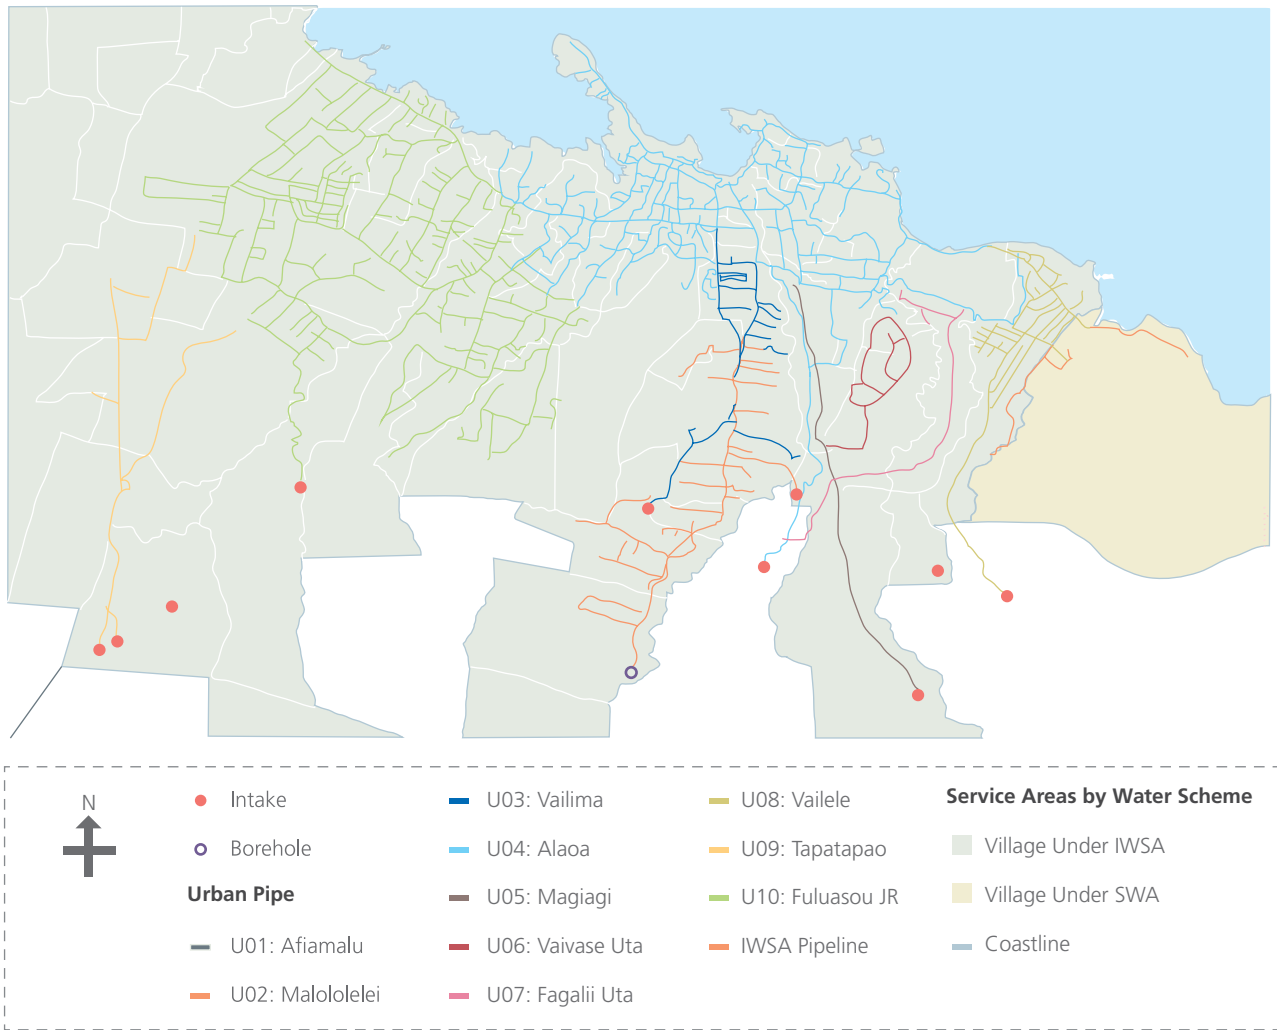 N
Intake
Borehole
Urban Pipe
U01: Afiamalu
U02: Malololelei
U03: Vailima
U04: Alaoa
U05: Magiagi
U06: Vaivase Uta
U07: Fagalii Uta
U08: Vailele
U09: Tapatapao
U10: Fuluasou JR
IWSA Pipeline
Service Areas by Water Scheme
Village Under IWSA
Village Under SWA
Coastline